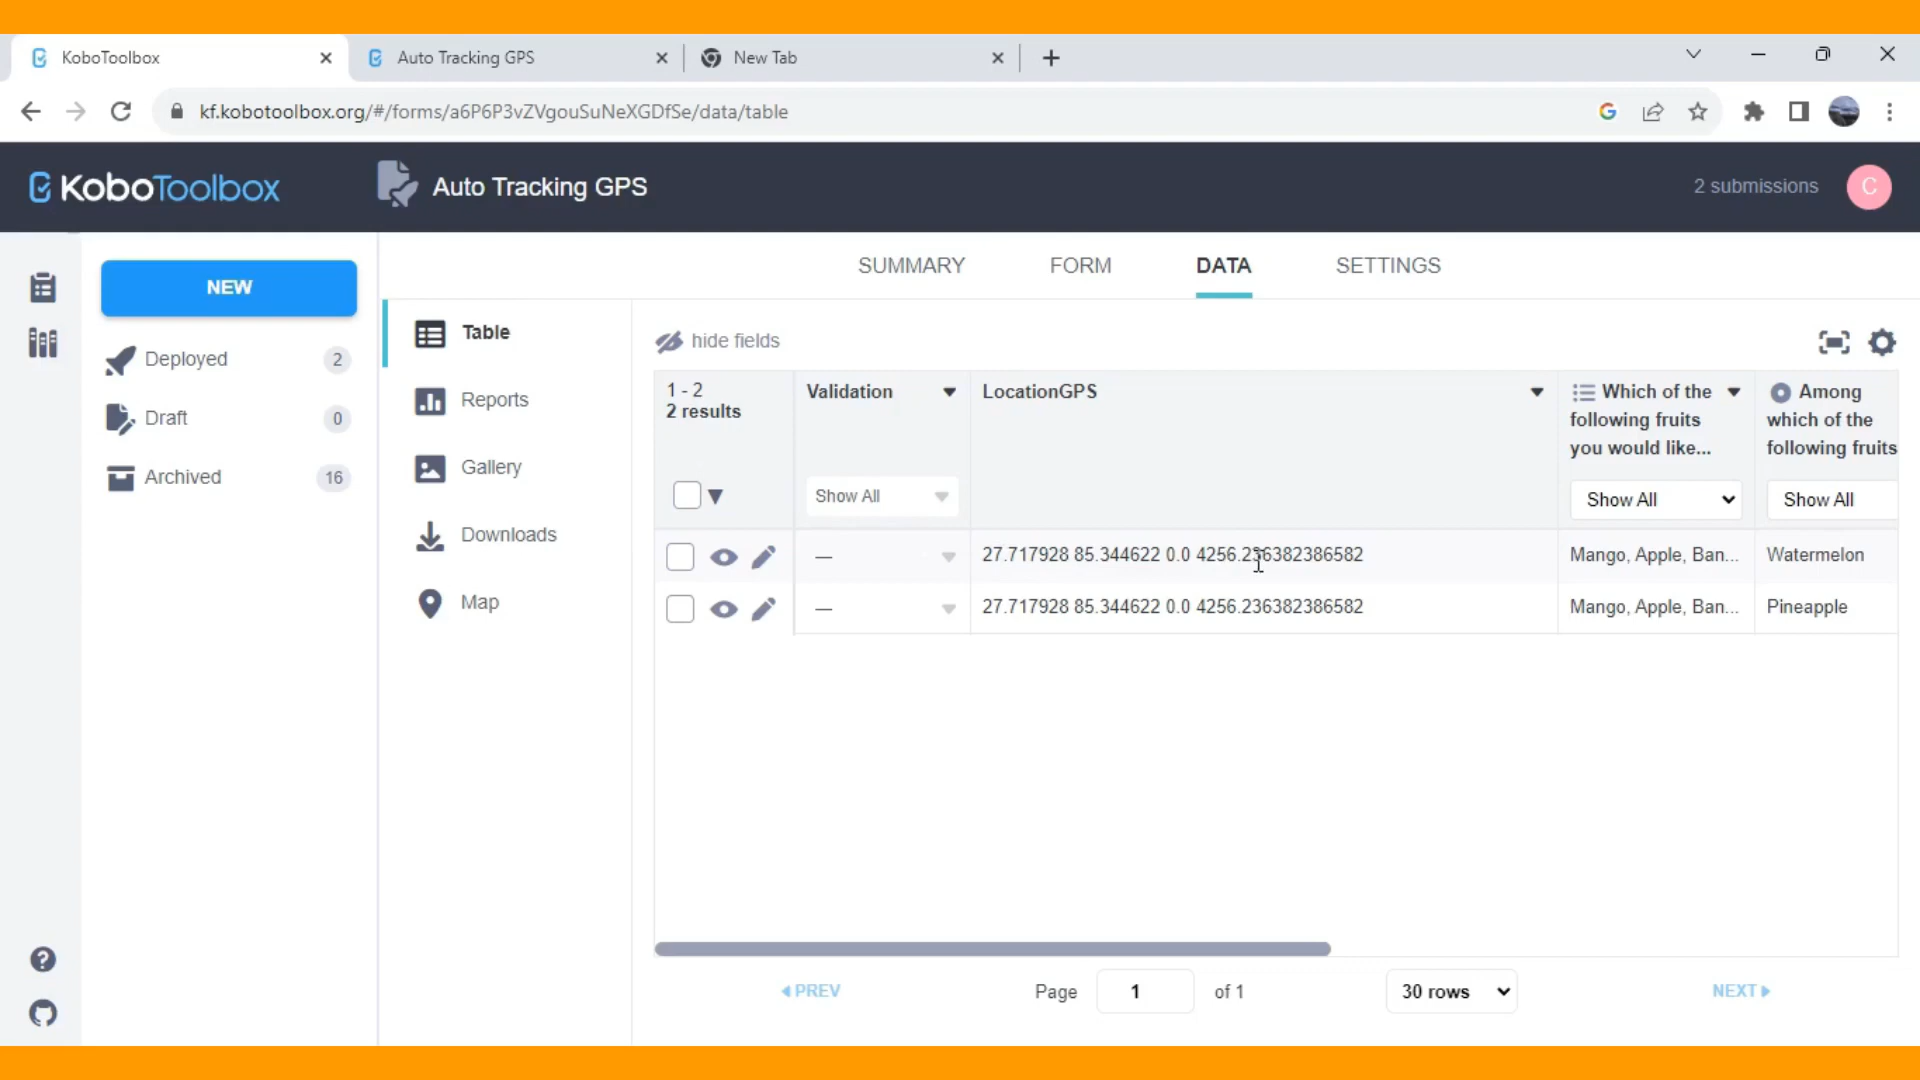 KoboToolbox
Auto Tracking GPS
New Tab
kf.kobotoolbox.org/#/forms/a6P6P3vZVgouSuNeXGDfSe/data/table
KoboToolbox
Auto Tracking GPS
2 submissions
C
NEW
Deployed 2
Draft 0
Archived 16
SUMMARY FORM DATA SETTINGS
Table
Reports
Gallery
Downloads
Map
hide fields
1 - 2
2 results
Validation
Show All
LocationGPS
Which of the
following fruits
you would like...
Show All
Among
which of the
following fruits
Show All
— 27.717928 85.344622 0.0 4256.236382386582 Mango, Apple, Ban... Watermelon
— 27.717928 85.344622 0.0 4256.236382386582 Mango, Apple, Ban... Pineapple
PREV Page 1 of 1 30 rows NEXT